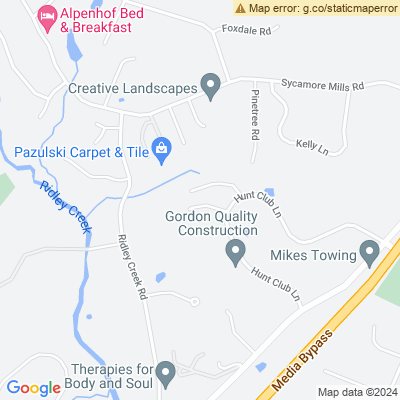 Alpenhof Bed
& Breakfast
Map error: g.co/staticmaperror
Foxdale Rd
Creative Landscapes
Sycamore Mills Rd
Pinetree Rd
Kelly Ln
Pazulski Carpet & Tile
Ridley Creek
Hunt Club Ln
Gordon Quality
Construction
Mikes Towing
Ridley Creek Rd
Hunt Club Ln
Media Bypass
Therapies for
Body and Soul
Google
Map data ©2024